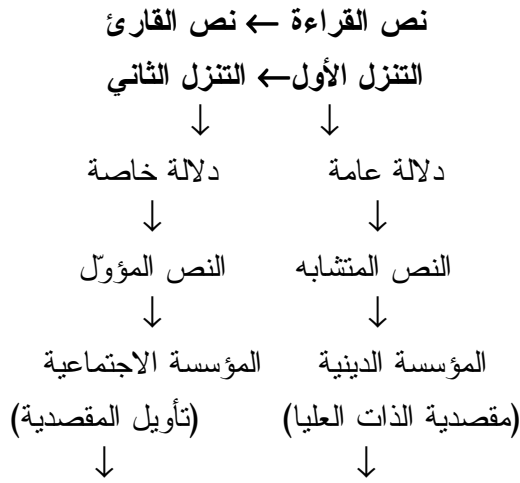 نص القراءة ← نص القارئ
التنزل الأول← التنزل الثاني
↓ ↓
دلالة عامة دلالة خاصة
↓ ↓
النص المتشابه النص المؤوّل
↓ ↓
المؤسسة الدينية المؤسسة الاجتماعية
(مقصدية الذات العليا) (تأويل المقصدية)
↓ ↓